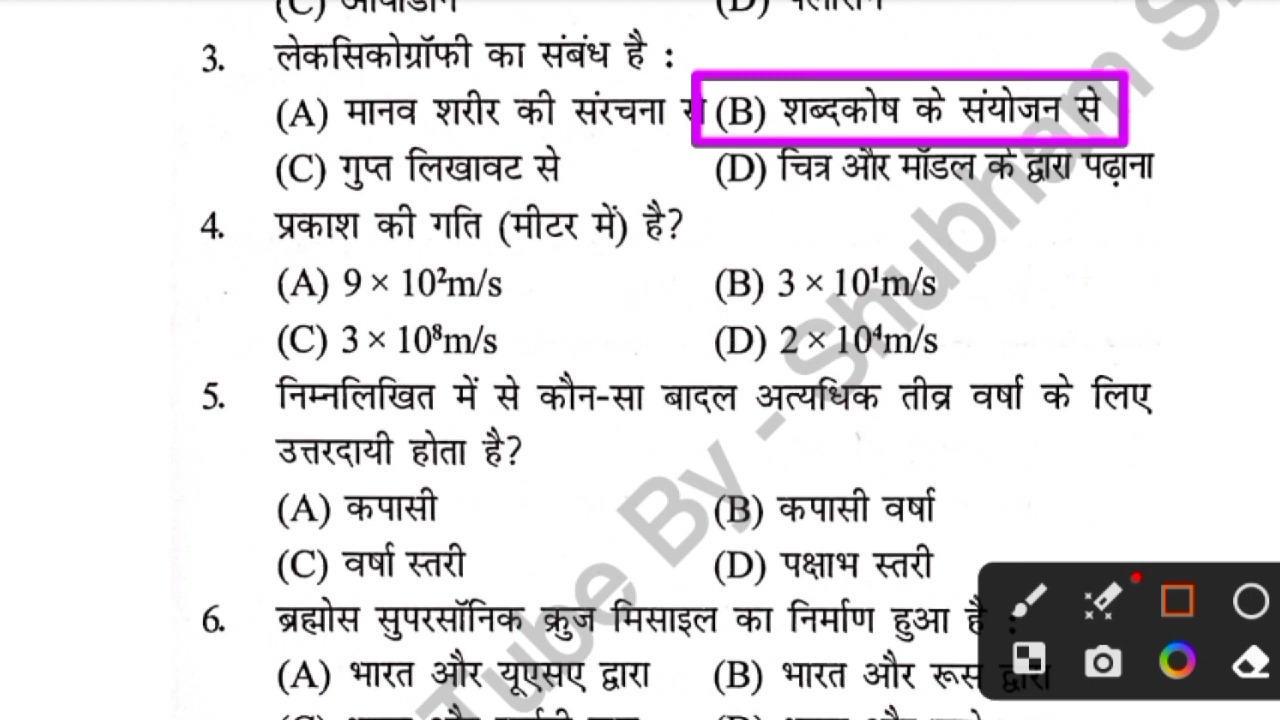 3. लेकसिकोग्रॉफी का संबंध है :
(A) मानव शरीर की संरचना (B) शब्दकोष के संयोजन से
(C) गुप्त लिखावट से (D) चित्र और मॉडल के द्वारा पढ़ाना
4. प्रकाश की गति (मीटर में) है?
(A) 9 × 10²m/s (B) 3 × 10¹m/s
(C) 3 × 10⁸m/s (D) 2 × 10⁴m/s
5. निम्नलिखित में से कौन-सा बादल अत्यधिक तीव्र वर्षा के लिए
उत्तरदायी होता है?
(A) कपासी (B) कपासी वर्षा
(C) वर्षा स्तरी (D) पक्षाभ स्तरी
6. ब्रह्मोस सुपरसॉनिक क्रुज मिसाइल का निर्माण हुआ है :
(A) भारत और यूएसए द्वारा (B) भारत और रूस द्वारा
Tube By - Shubham